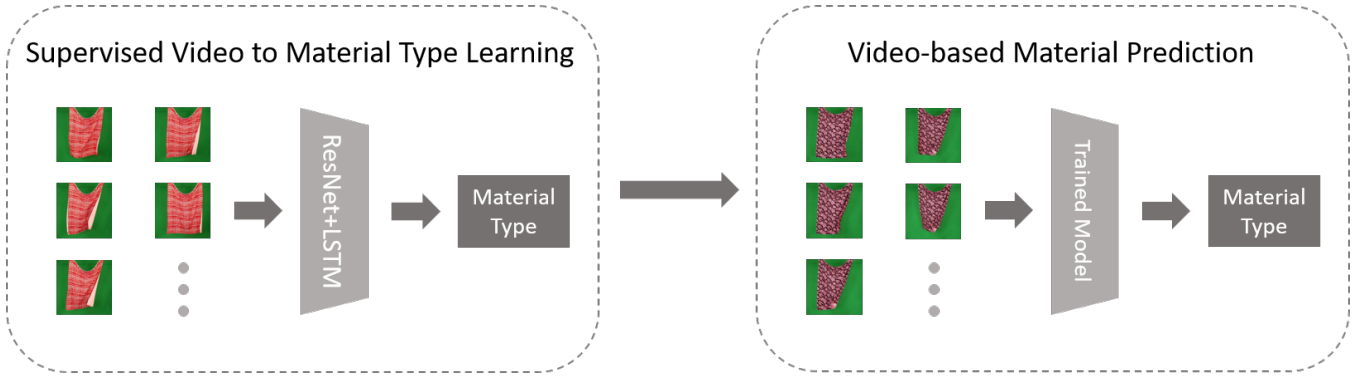 Supervised Video to Material Type Learning
ResNet+LSTM
Material
Type
Video-based Material Prediction
Trained Model
Material
Type